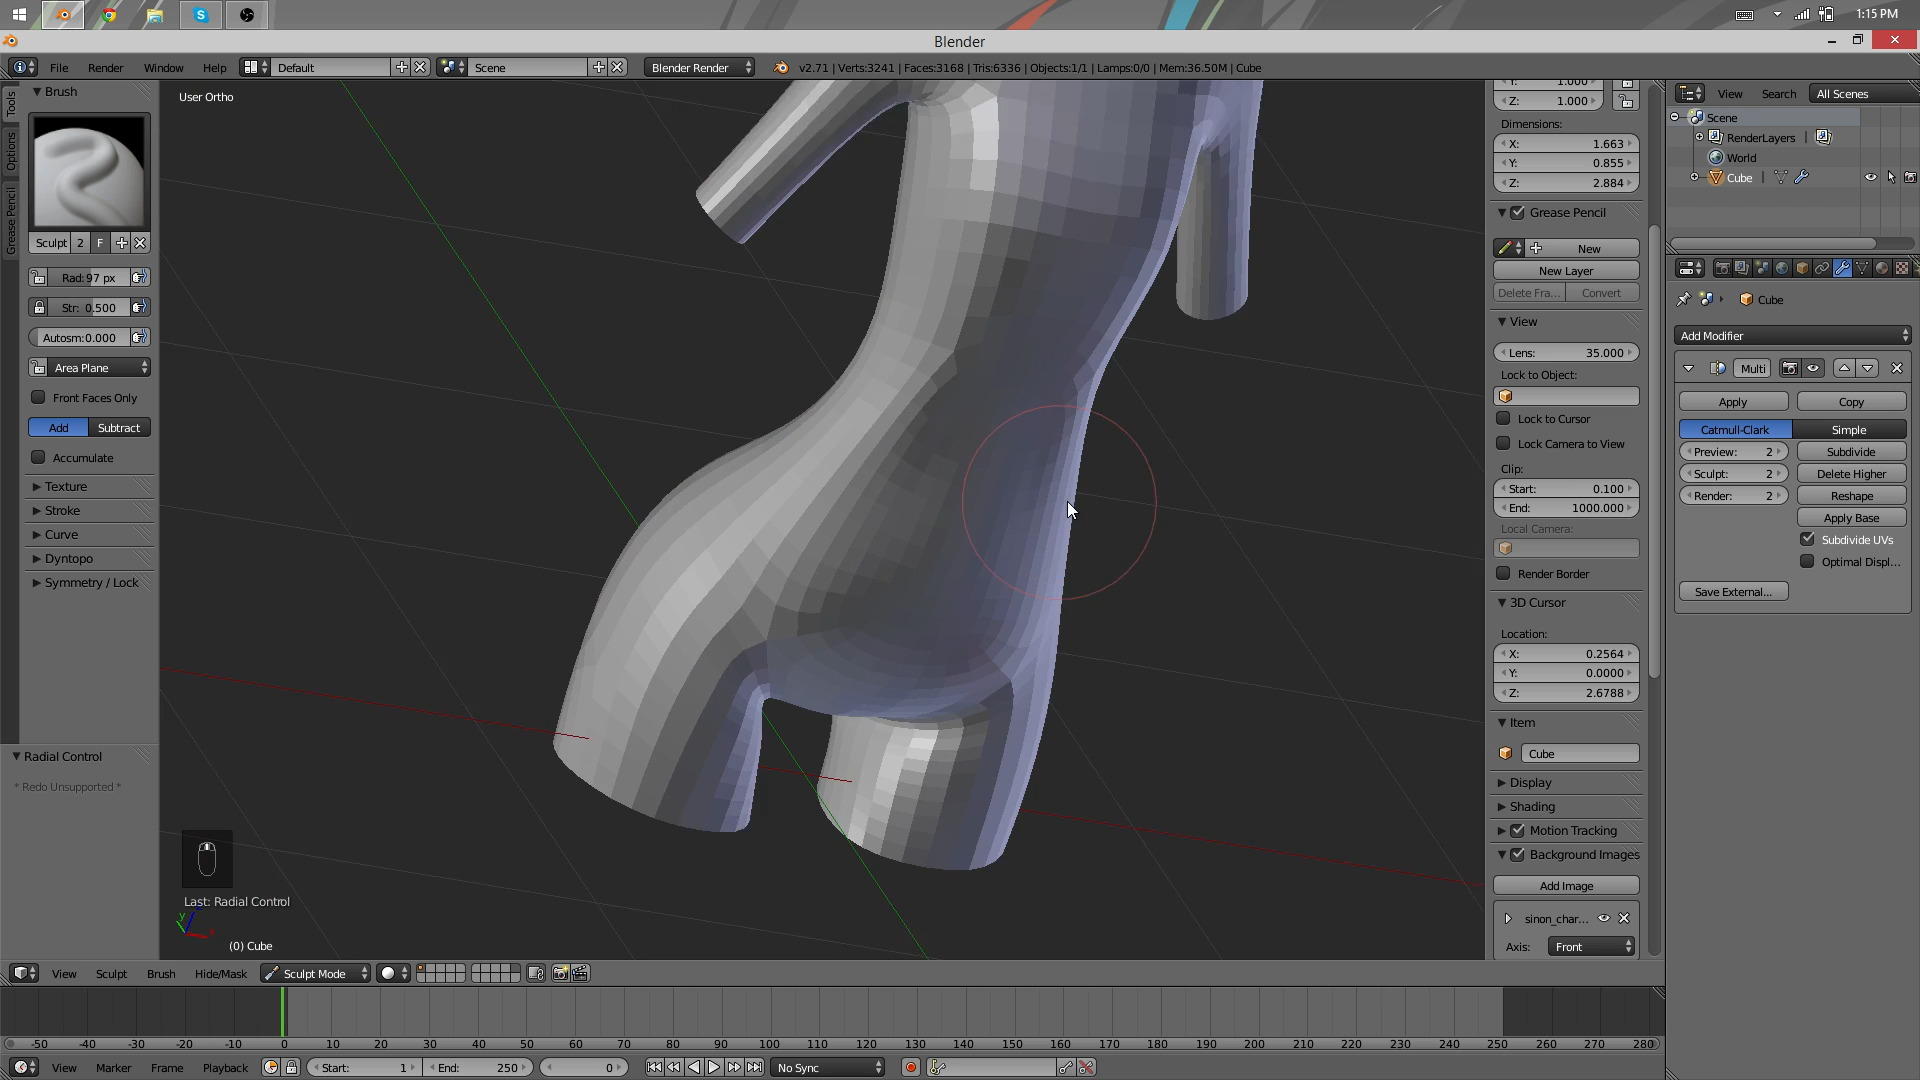 1:15 PM
Blender
File Render Window Help Default Scene Blender Render v2.71 | Verts:3241 | Faces:3168 | Tris:6336 | Objects:1/1 | Lamps:0/0 | Mem:36.50M | Cube
Tools
Options
Grease Pencil
Brush
Sculpt 2 F
Rad: 97 px
Str: 0.500
Autosm:0.000
Area Plane
Front Faces Only
Add Subtract
Accumulate
Texture
Stroke
Curve
Dyntopo
Symmetry / Lock
Radial Control
* Redo Unsupported *
User Ortho
Last: Radial Control
(0) Cube
Y: 1.000
Z: 1.000
Dimensions:
X: 1.663
Y: 0.855
Z: 2.884
Grease Pencil
New
New Layer
Delete Fra... Convert
View
Lens: 35.000
Lock to Object:
Lock to Cursor
Lock Camera to View
Clip:
Start: 0.100
End: 1000.000
Local Camera:
Render Border
3D Cursor
Location:
X: 0.2564
Y: 0.0000
Z: 2.6788
Item
Cube
Display
Shading
Motion Tracking
Background Images
Add Image
sinon_char...
Axis: Front
View Search All Scenes
Scene
RenderLayers
World
Cube
Cube
Add Modifier
Multi
Apply Copy
Catmull-Clark Simple
Preview: 2 Subdivide
Sculpt: 2 Delete Higher
Render: 2 Reshape
Apply Base
Subdivide UVs
Optimal Displ...
Save External...
View Sculpt Brush Hide/Mask Sculpt Mode
-50 -40 -30 -20 -10 0 10 20 30 40 50 60 70 80 90 100 110 120 130 140 150 160 170 180 190 200 210 220 230 240 250 260 270 280
View Marker Frame Playback Start: 1 End: 250 0 No Sync